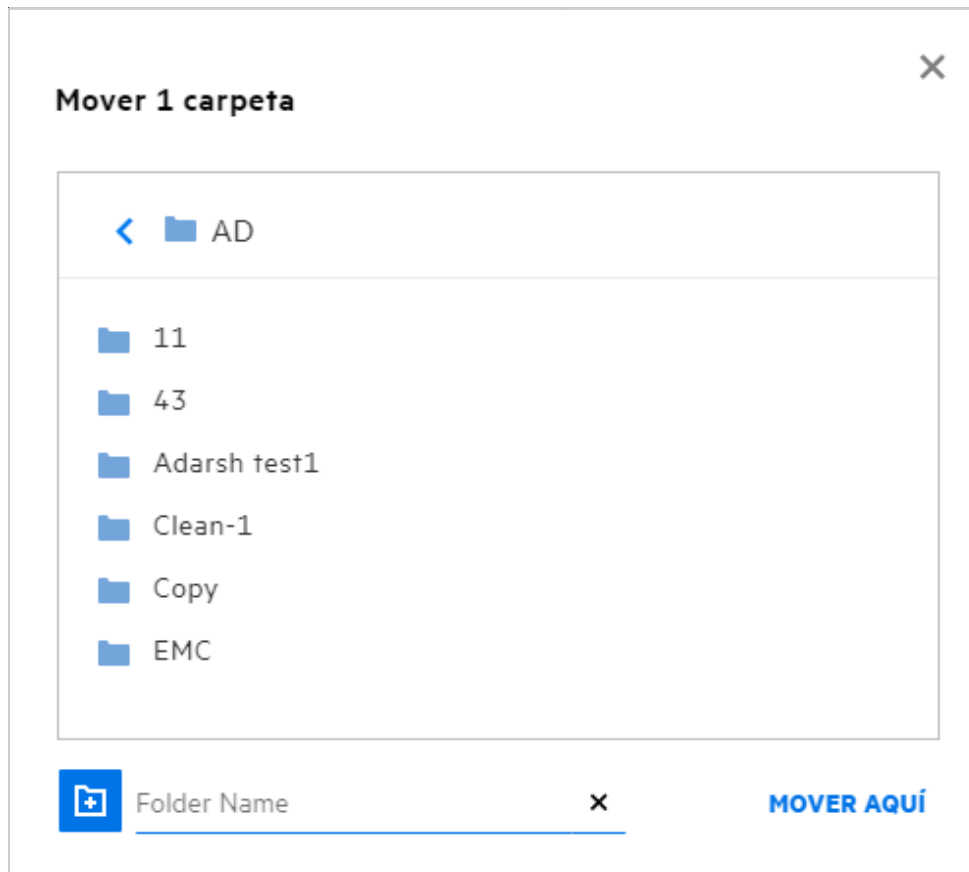 Mover 1 carpeta
AD
11
43
Adarsh test1
Clean-1
Copy
EMC
Folder Name
MOVER AQUÍ